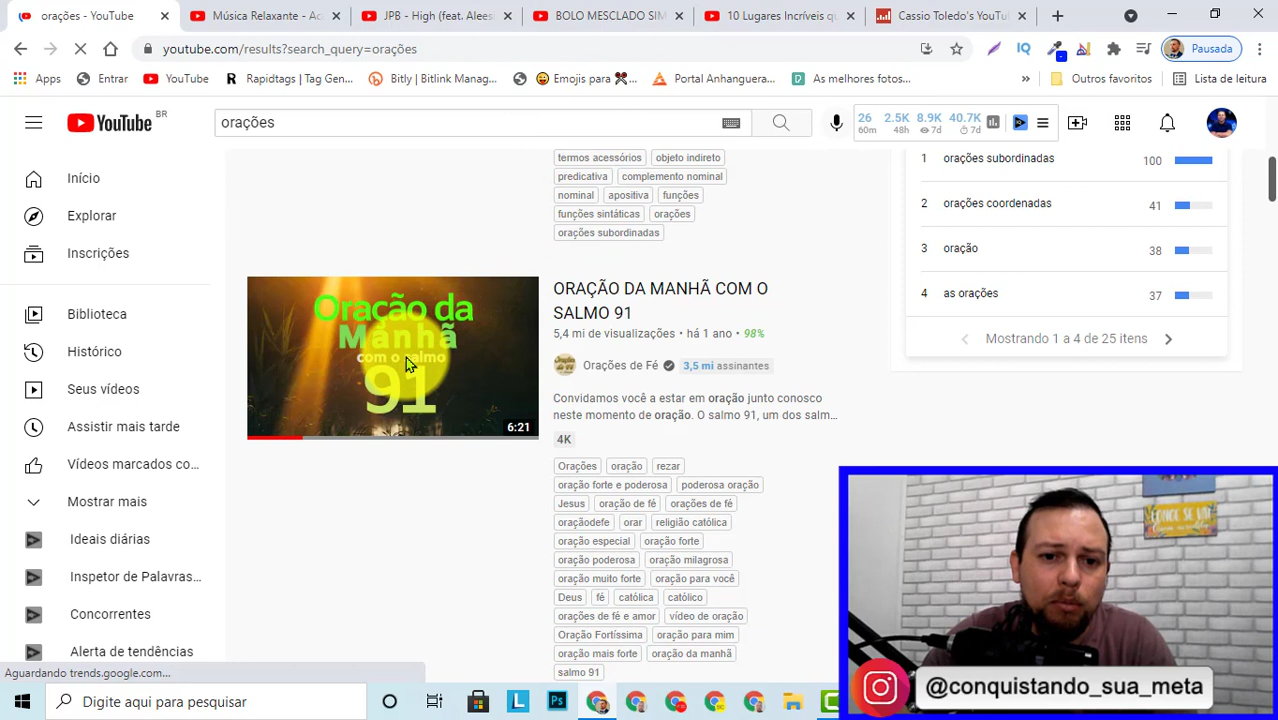 orações - YouTube
Música Relaxante - Ac
JPB - High (feat. Alees
BOLO MESCLADO SIM
10 Lugares Incríveis qu
Cassio Toledo's YouTu
youtube.com/results?search_query=orações
IQ
Pausada
Apps
Entrar
YouTube
Rapidtags | Tag Gen...
Bitly | Bitlink Manag...
Emojis para
Portal Anhanguera...
As melhores fotos...
»
Outros favoritos
Lista de leitura
YouTube BR
orações
26 2.5K 8.9K 40.7K
60m 48h 7d 7d
Início
Explorar
Inscrições
Biblioteca
Histórico
Seus vídeos
Assistir mais tarde
Vídeos marcados co...
Mostrar mais
Ideais diárias
Inspetor de Palavras...
Concorrentes
Alerta de tendências
termos acessórios objeto indireto
predicativa complemento nominal
nominal apositiva funções
funções sintáticas orações
orações subordinadas
Oração da
Manhã
com o salmo
91
6:21
ORAÇÃO DA MANHÃ COM O
SALMO 91
5,4 mi de visualizações • há 1 ano • 98%
Orações de Fé 3,5 mi assinantes
Convidamos você a estar em oração junto conosco
neste momento de oração. O salmo 91, um dos salm...
4K
Orações oração rezar
oração forte e poderosa poderosa oração
Jesus oração de fé orações de fé
oraçãodefe orar religião católica
oração especial oração forte
oração poderosa oração milagrosa
oração muito forte oração para você
Deus fé católica católico
orações de fé e amor vídeo de oração
Oração Fortíssima oração para mim
oração mais forte oração da manhã
salmo 91
1 orações subordinadas 100
2 orações coordenadas 41
3 oração 38
4 as orações 37
Mostrando 1 a 4 de 25 itens
@conquistando_sua_meta
Aguardando trends.google.com...
Digite aqui para pesquisar
L
Ps